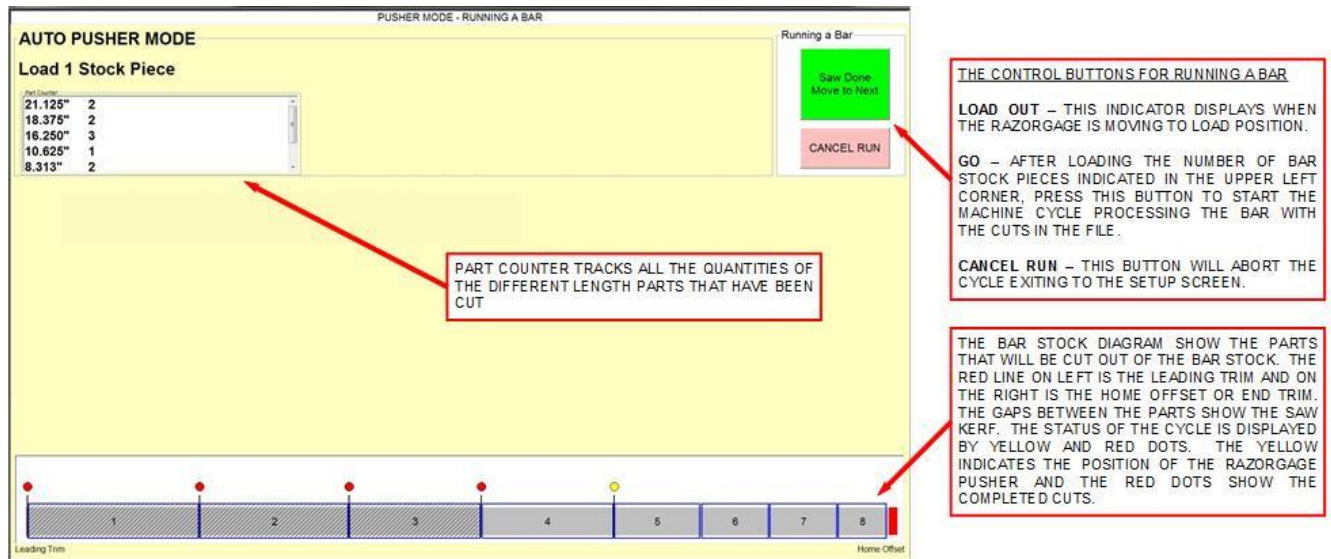 PUSHER MODE - RUNNING A BAR
AUTO PUSHER MODE
Load 1 Stock Piece
Part Counter
21.125" 2
18.375" 2
16.250" 3
10.625" 1
8.313" 2
Running a Bar
Saw Done
Move to Next
CANCEL RUN
THE CONTROL BUTTONS FOR RUNNING A BAR
LOAD OUT – THIS INDICATOR DISPLAYS WHEN
THE RAZORGAGE IS MOVING TO LOAD POSITION.
GO – AFTER LOADING THE NUMBER OF BAR
STOCK PIECES INDICATED IN THE UPPER LEFT
CORNER, PRESS THIS BUTTON TO START THE
MACHINE CYCLE PROCESSING THE BAR WITH
THE CUTS IN THE FILE.
CANCEL RUN – THIS BUTTON WILL ABORT THE
CYCLE EXITING TO THE SETUP SCREEN.
PART COUNTER TRACKS ALL THE QUANTITIES OF
THE DIFFERENT LENGTH PARTS THAT HAVE BEEN
CUT
THE BAR STOCK DIAGRAM SHOW THE PARTS
THAT WILL BE CUT OUT OF THE BAR STOCK. THE
RED LINE ON LEFT IS THE LEADING TRIM AND ON
THE RIGHT IS THE HOME OFFSET OR END TRIM.
THE GAPS BETWEEN THE PARTS SHOW THE SAW
KERF. THE STATUS OF THE CYCLE IS DISPLAYED
BY YELLOW AND RED DOTS. THE YELLOW
INDICATES THE POSITION OF THE RAZORGAGE
PUSHER AND THE RED DOTS SHOW THE
COMPLETED CUTS.
1 2 3 4 5 6 7 8
Leading Trim Home Offset